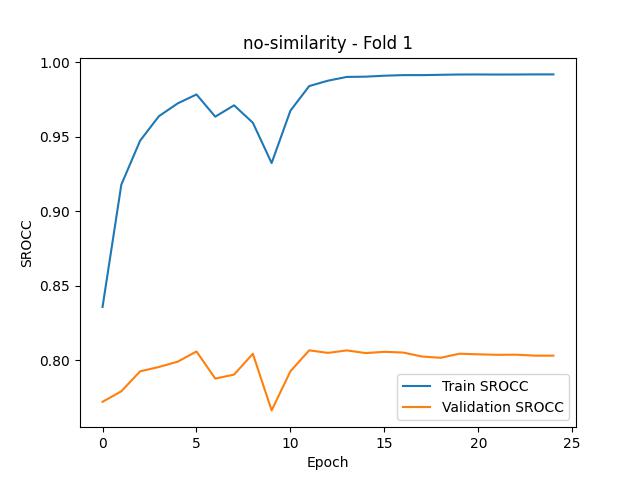 no-similarity - Fold 1
1.00
0.95
0.90
0.85
0.80
SROCC
0 5 10 15 20 25
Epoch
Train SROCC
Validation SROCC